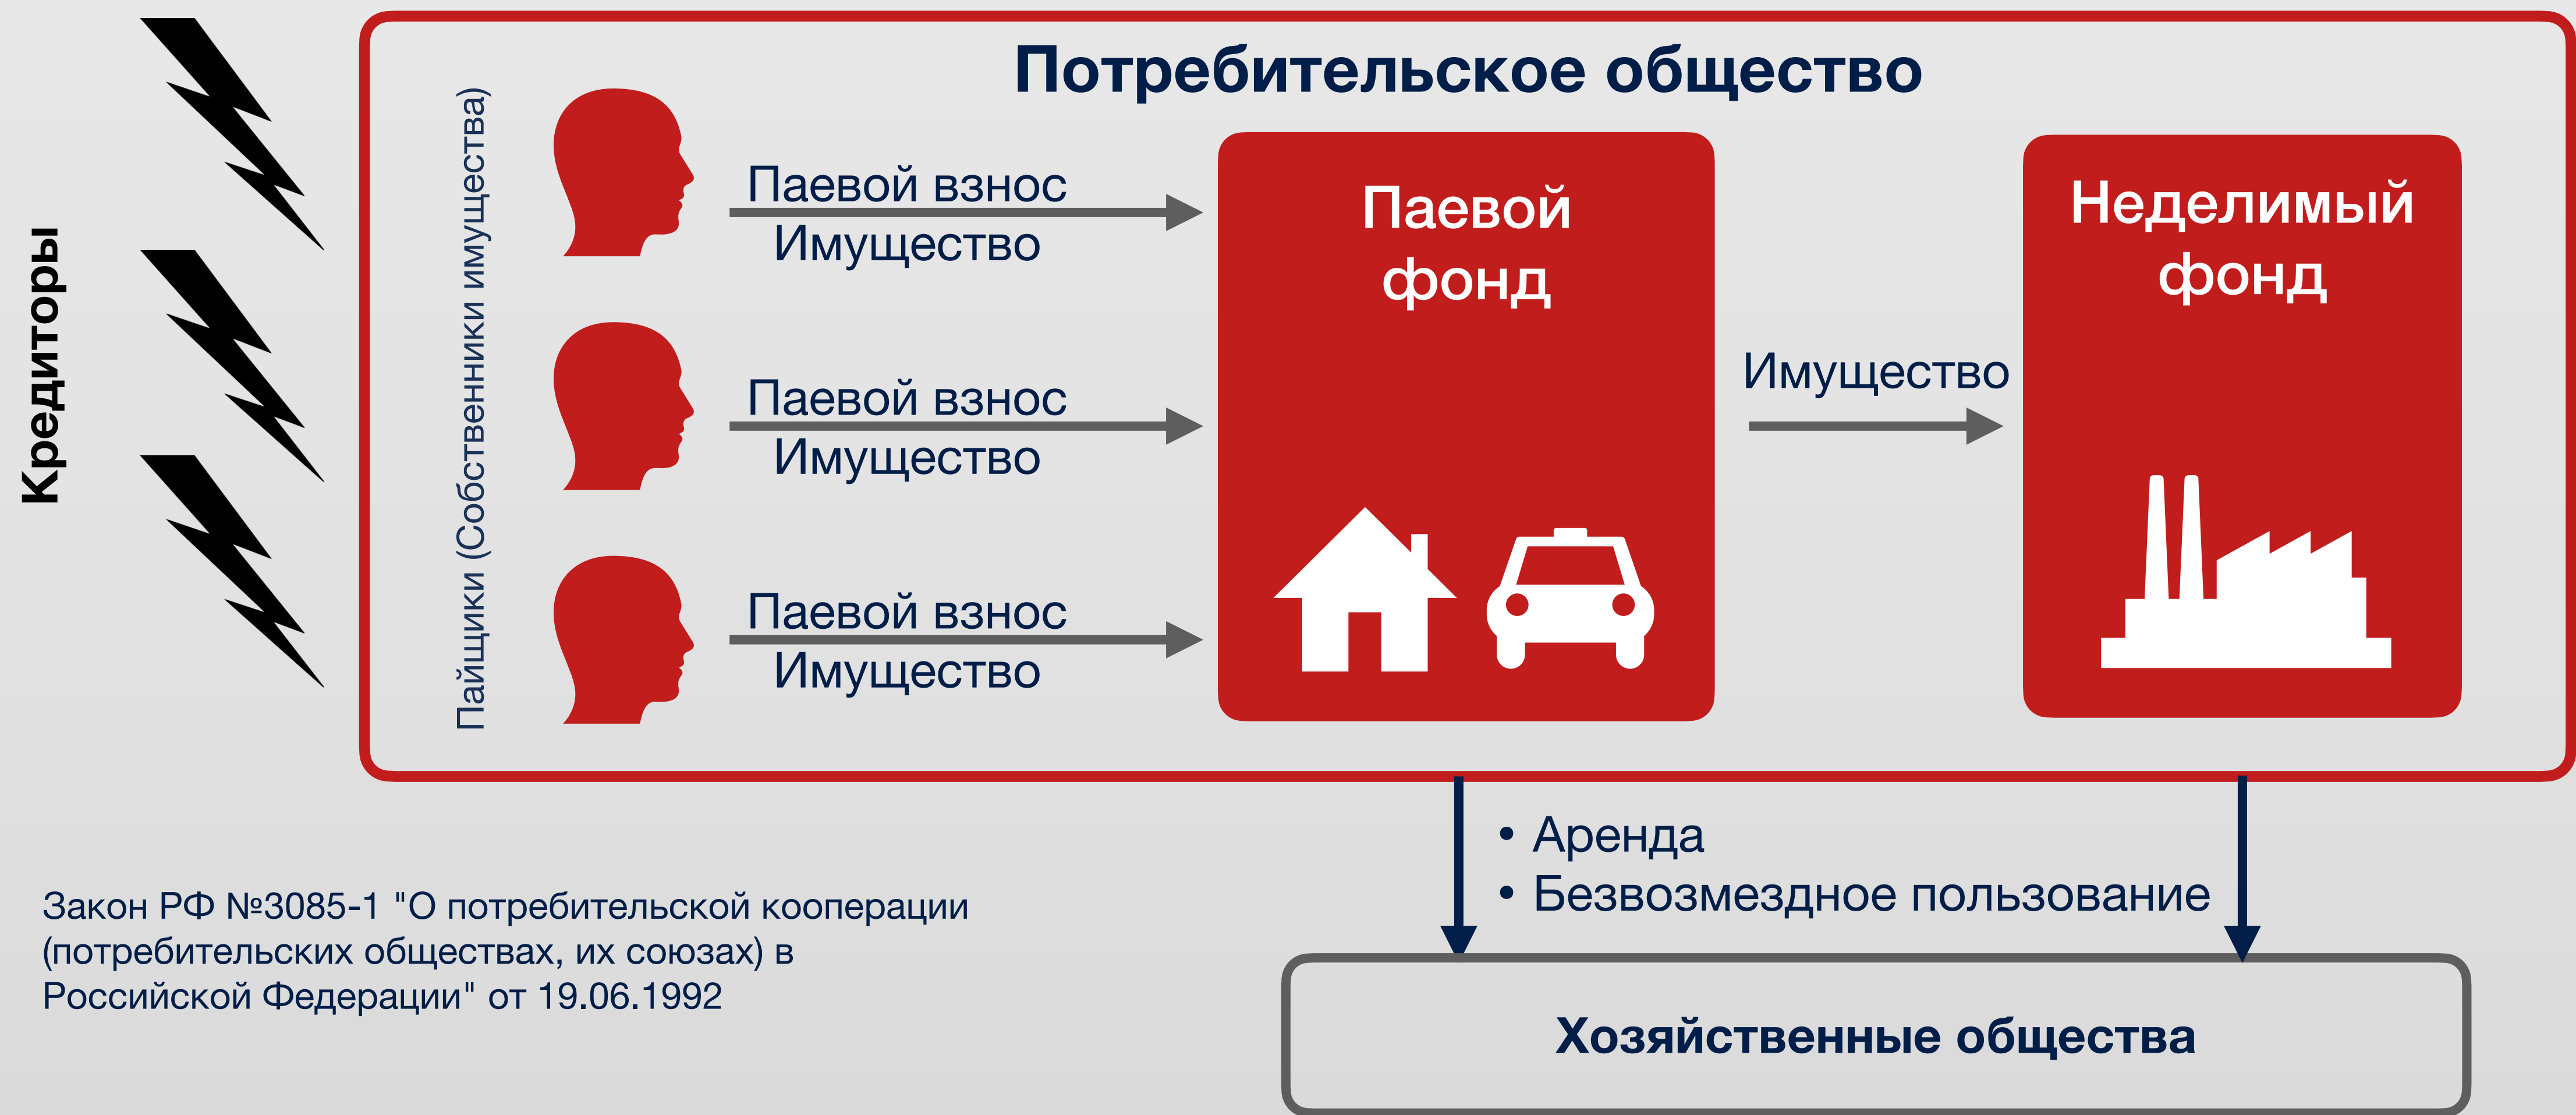 Потребительское общество
Кредиторы
Пайщики (Собственники имущества)
Паевой взнос
Имущество
Паевой взнос
Имущество
Паевой взнос
Имущество
Паевой
фонд
Имущество
Неделимый
фонд
• Аренда
• Безвозмездное пользование
Закон РФ №3085-1 "О потребительской кооперации
(потребительских обществах, их союзах) в
Российской Федерации" от 19.06.1992
Хозяйственные общества